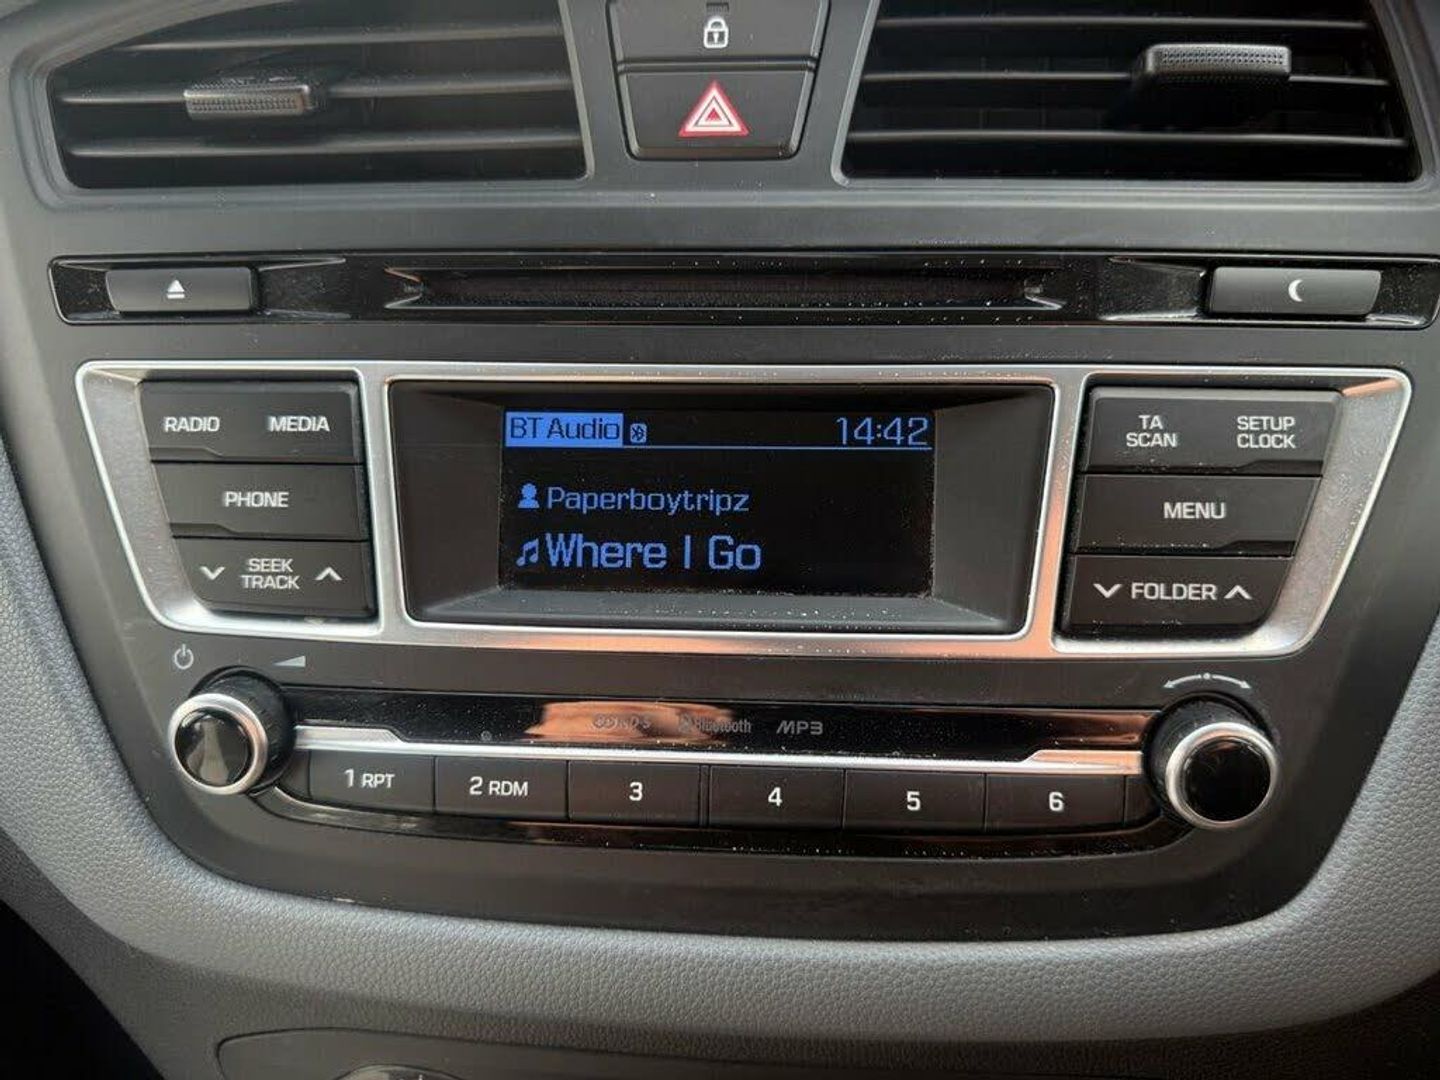 RADIO MEDIA
PHONE
SEEK
TRACK
BT Audio 14:42
Paperboytripz
Where I Go
TA
SCAN
SETUP
CLOCK
MENU
FOLDER
Bluetooth MP3
1 RPT 2 RDM 3 4 5 6